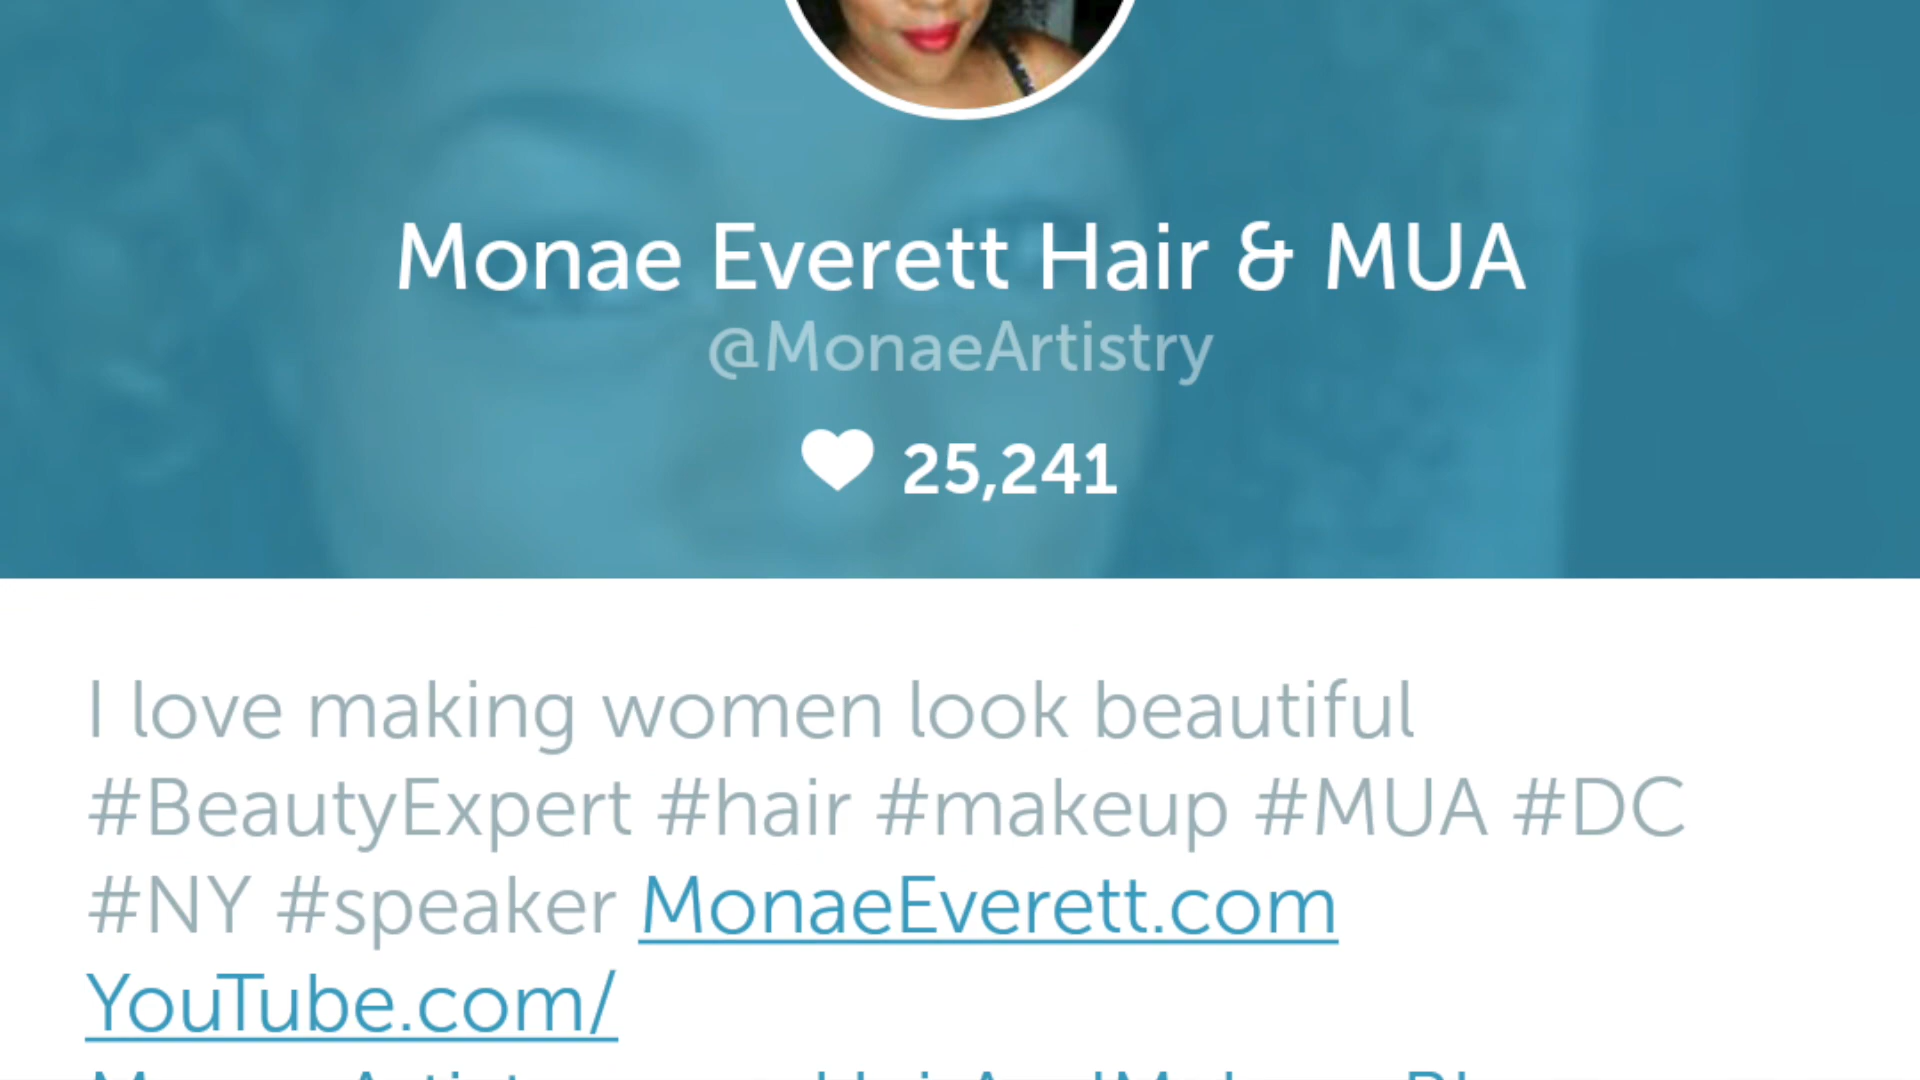 Monae Everett Hair & MUA
@MonaeArtistry
25,241
I love making women look beautiful
#BeautyExpert #hair #makeup #MUA #DC
#NY #speaker MonaeEverett.com
YouTube.com/